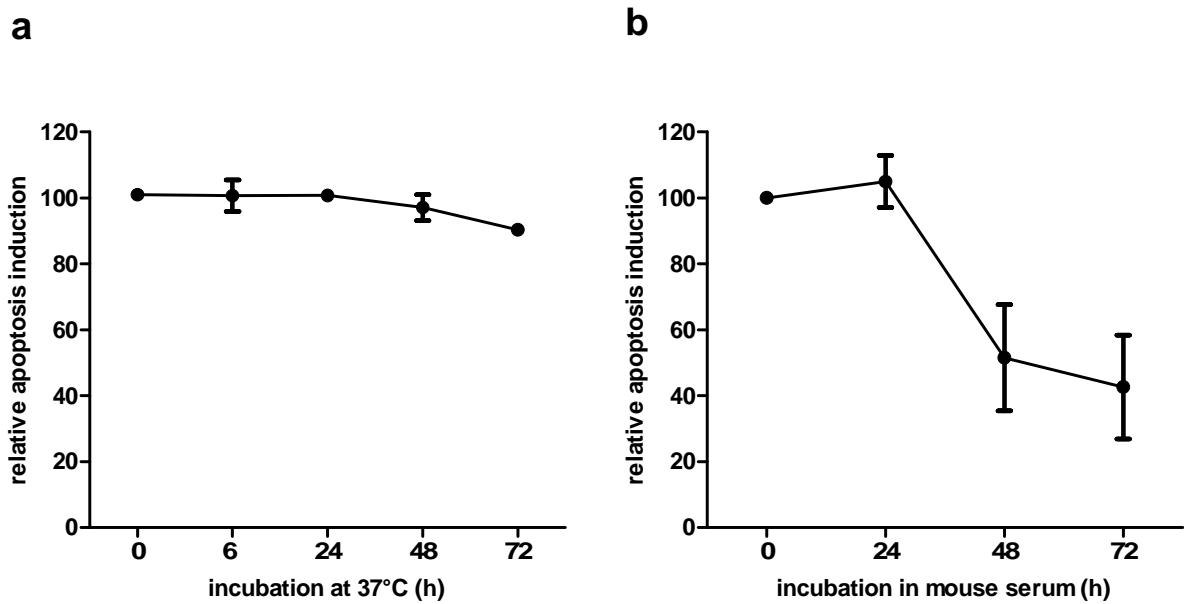 a
relative apoptosis induction
120
100
80
60
40
20
0
0 6 24 48 72
incubation at 37°C (h)
b
relative apoptosis induction
120
100
80
60
40
20
0
0 24 48 72
incubation in mouse serum (h)